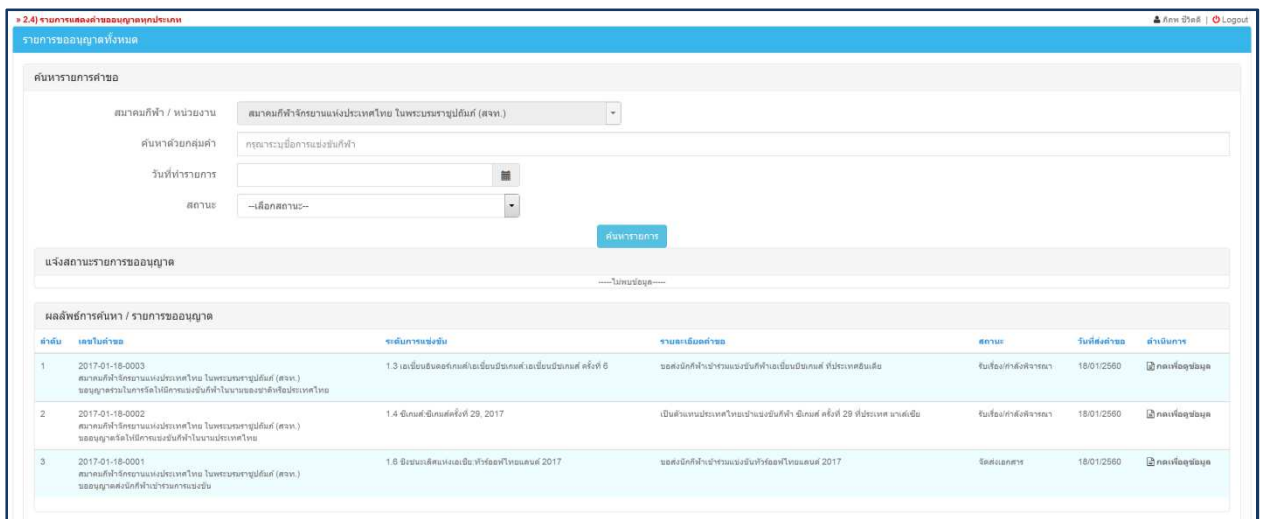 » 2.4) รายการแสดงคำขออนุญาตทุกประเภท
ภิภพ ชีวิตดี | Logout
รายการขออนุญาตทั้งหมด
ค้นหารายการคำขอ
สมาคมกีฬา / หน่วยงาน
สมาคมกีฬาจักรยานแห่งประเทศไทย ในพระบรมราชูปถัมภ์ (สจท.)
ค้นหาด้วยกลุ่มคำ
กรุณาระบุชื่อการแข่งขันกีฬา
วันที่ทำรายการ
สถานะ
--เลือกสถานะ--
ค้นหารายการ
แจ้งสถานะรายการขออนุญาต
-----ไม่พบข้อมูล-----
ผลลัพธ์การค้นหา / รายการขออนุญาต
ลำดับ เลขใบคำขอ ระดับการแข่งขัน รายละเอียดคำขอ สถานะ วันที่ส่งคำขอ ดำเนินการ
1 2017-01-18-0003 1.3 เอเชี่ยนอินดอร์เกมส์/เอเชี่ยนบีชเกมส์:เอเชี่ยนบีชเกมส์ ครั้งที่ 6 ขอส่งนักกีฬาเข้าร่วมแข่งขันกีฬาเอเชี่ยนบีชเกมส์ ที่ประเทศอินเดีย รับเรื่อง/กำลังพิจารณา 18/01/2560 กดเพื่อดูข้อมูล
สมาคมกีฬาจักรยานแห่งประเทศไทย ในพระบรมราชูปถัมภ์ (สจท.)
ขออนุญาตร่วมในการจัดให้มีการแข่งขันกีฬาในนามของชาติหรือประเทศไทย
2 2017-01-18-0002 1.4 ซีเกมส์:ซีเกมส์ครั้งที่ 29, 2017 เป็นตัวแทนประเทศไทยเข้าแข่งขันกีฬา ซีเกมส์ ครั้งที่ 29 ที่ประเทศ มาเลเซีย รับเรื่อง/กำลังพิจารณา 18/01/2560 กดเพื่อดูข้อมูล
สมาคมกีฬาจักรยานแห่งประเทศไทย ในพระบรมราชูปถัมภ์ (สจท.)
ขออนุญาตจัดให้มีการแข่งขันกีฬาในนามประเทศไทย
3 2017-01-18-0001 1.6 ชิงชนะเลิศแห่งเอเชีย:ทัวร์ออฟไทยแลนด์ 2017 ขอส่งนักกีฬาเข้าร่วมแข่งขันทัวร์ออฟไทยแลนด์ 2017 จัดส่งเอกสาร 18/01/2560 กดเพื่อดูข้อมูล
สมาคมกีฬาจักรยานแห่งประเทศไทย ในพระบรมราชูปถัมภ์ (สจท.)
ขออนุญาตส่งนักกีฬาเข้าร่วมการแข่งขัน